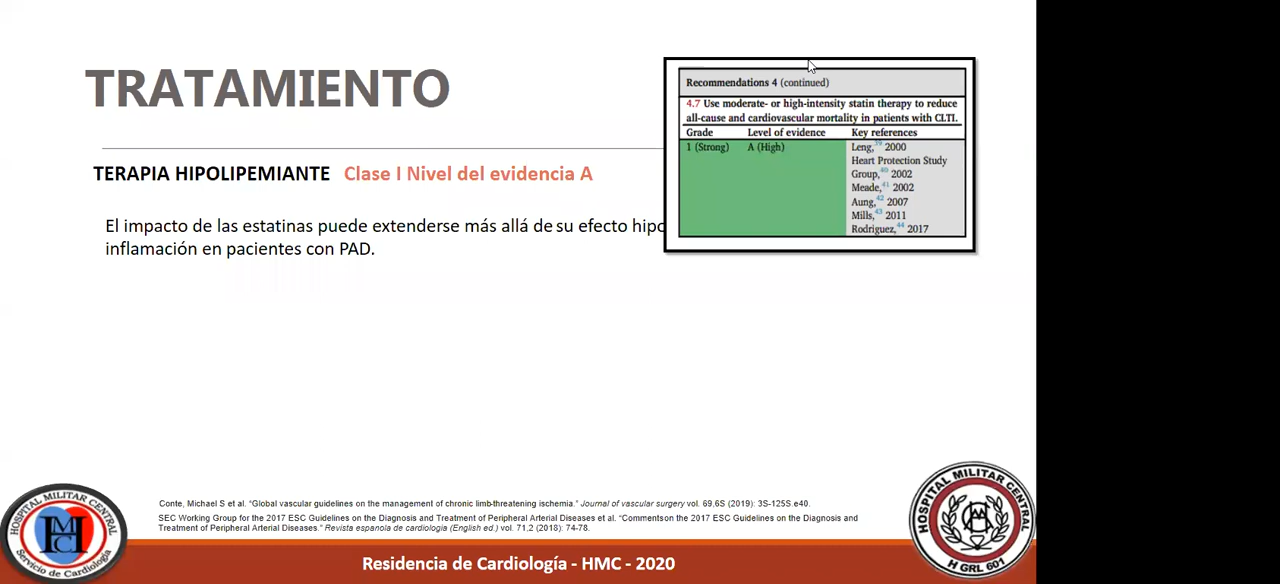 TRATAMIENTO
TERAPIA HIPOLIPEMIANTE Clase I Nivel del evidencia A
El impacto de las estatinas puede extenderse más allá de su efecto hipo
inflamación en pacientes con PAD.
Recommendations 4 (continued)
4.7 Use moderate- or high-intensity statin therapy to reduce
all-cause and cardiovascular mortality in patients with CLTI.
Grade Level of evidence Key references
1 (Strong) A (High) Leng,39 2000
Heart Protection Study
Group,40 2002
Meade,41 2002
Aung,42 2007
Mills,43 2011
Rodriguez,44 2017
Conte, Michael S et al. "Global vascular guidelines on the management of chronic limb-threatening ischemia." Journal of vascular surgery vol. 69,6S (2019): 3S-125S.e40.
SEC Working Group for the 2017 ESC Guidelines on the Diagnosis and Treatment of Peripheral Arterial Diseases et al. "Commentson the 2017 ESC Guidelines on the Diagnosis and
Treatment of Peripheral Arterial Diseases." Revista espanola de cardiologia (English ed.) vol. 71,2 (2018): 74-78.
HOSPITAL MILITAR CENTRAL
HMC
Servicio de Cardiología
Residencia de Cardiología - HMC - 2020
HOSPITAL MILITAR CENTRAL
H GRL 601